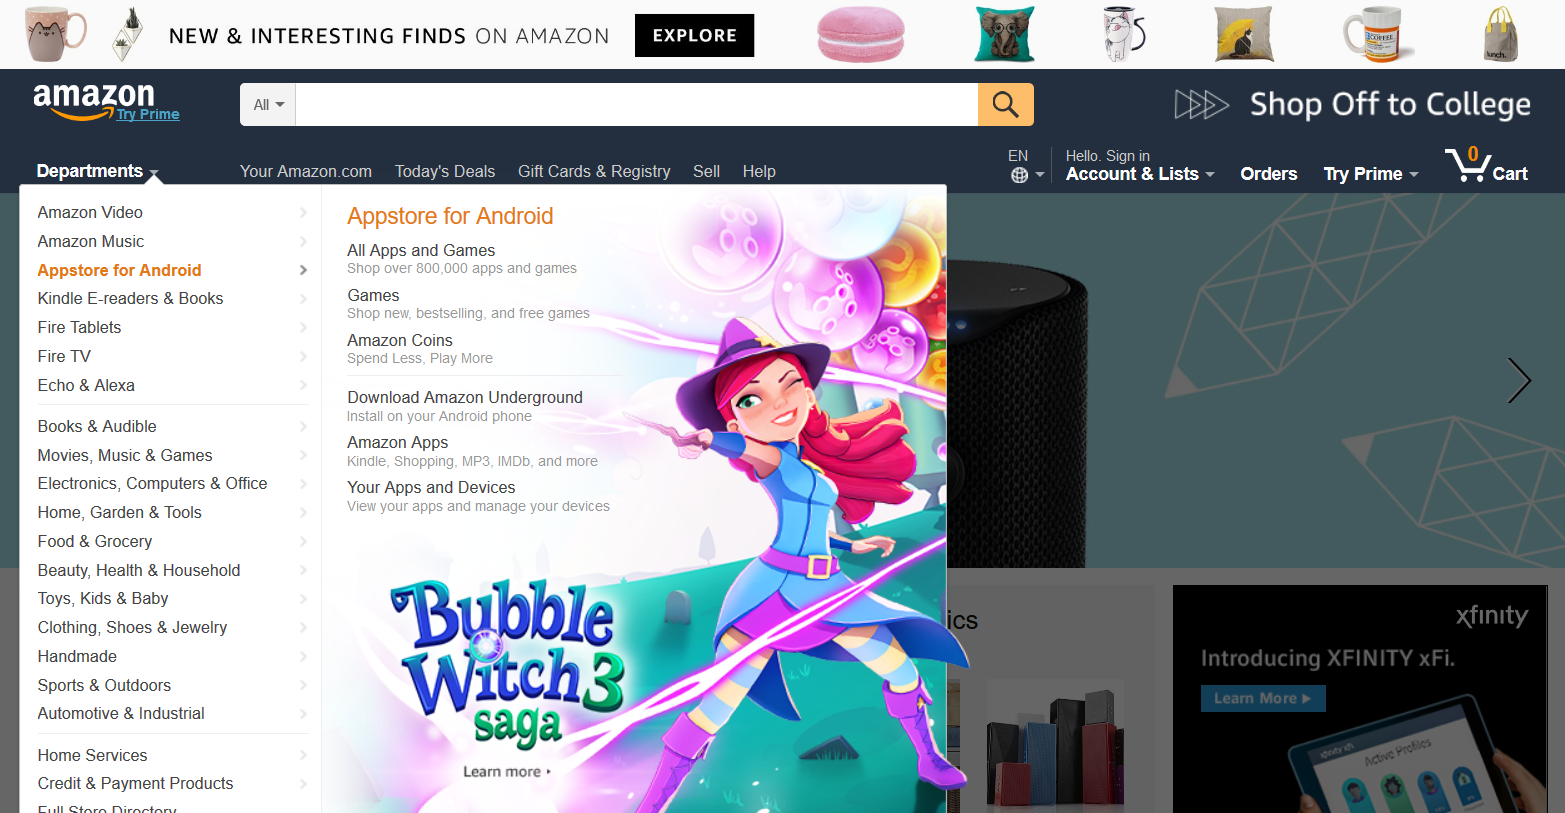 NEW & INTERESTING FINDS ON AMAZON
EXPLORE
COFFEE
lunch.
amazon
Try Prime
All
Shop Off to College
Departments
Your Amazon.com
Today's Deals
Gift Cards & Registry
Sell
Help
EN
Hello. Sign in
Account & Lists
Orders
Try Prime
0
Cart
Amazon Video
Amazon Music
Appstore for Android
Kindle E-readers & Books
Fire Tablets
Fire TV
Echo & Alexa
Books & Audible
Movies, Music & Games
Electronics, Computers & Office
Home, Garden & Tools
Food & Grocery
Beauty, Health & Household
Toys, Kids & Baby
Clothing, Shoes & Jewelry
Handmade
Sports & Outdoors
Automotive & Industrial
Home Services
Credit & Payment Products
Full Store Directory
Appstore for Android
All Apps and Games
Shop over 800,000 apps and games
Games
Shop new, bestselling, and free games
Amazon Coins
Spend Less, Play More
Download Amazon Underground
Install on your Android phone
Amazon Apps
Kindle, Shopping, MP3, IMDb, and more
Your Apps and Devices
View your apps and manage your devices
Bubble
Witch 3
saga
Learn more
ics
xfinity
Introducing XFINITY xFi.
Learn More
xfinity xFi
Active Profiles